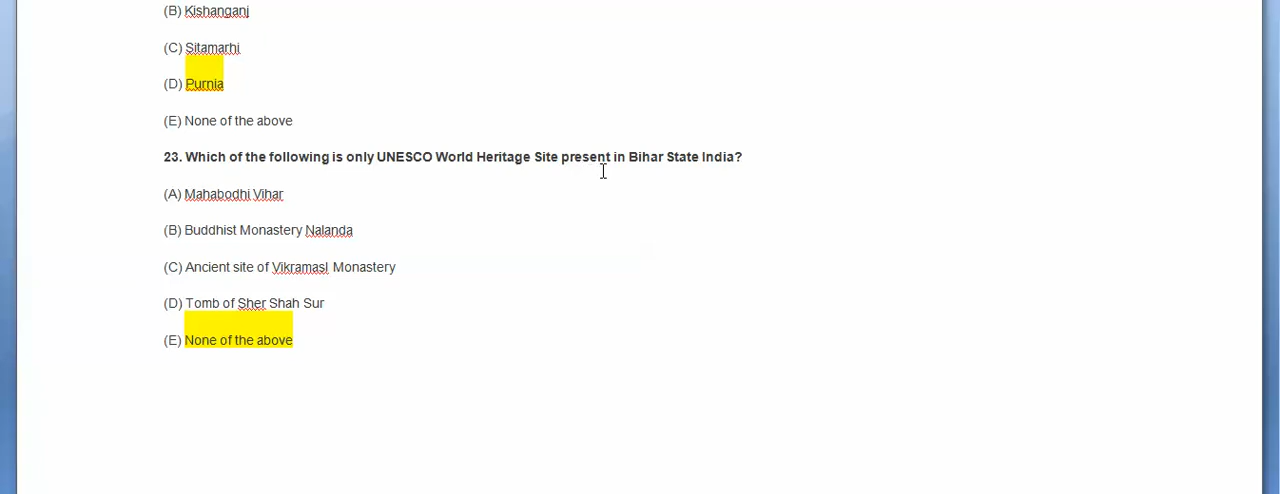 (B) Kishanganj
(C) Sitamarhi
(D) Purnia
(E) None of the above
23. Which of the following is only UNESCO World Heritage Site present in Bihar State India?
(A) Mahabodhi Vihar
(B) Buddhist Monastery Nalanda
(C) Ancient site of Vikramasl Monastery
(D) Tomb of Sher Shah Sur
(E) None of the above